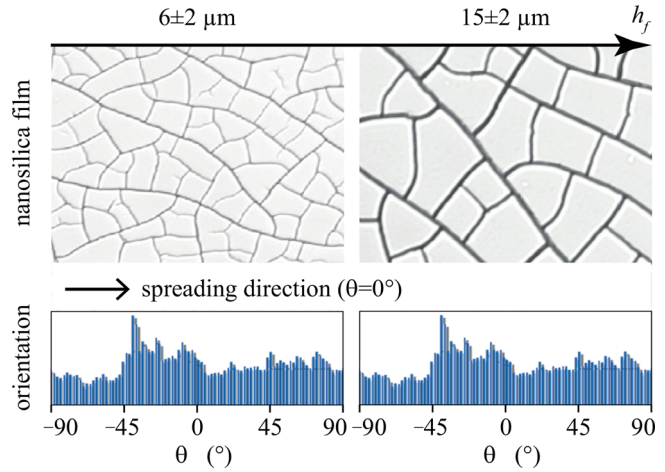 6±2 µm 15±2 µm h_f
nanosilica film
spreading direction (θ=0°)
orientation
−90 −45 0 45 90 −90 −45 0 45 90
θ (°) θ (°)